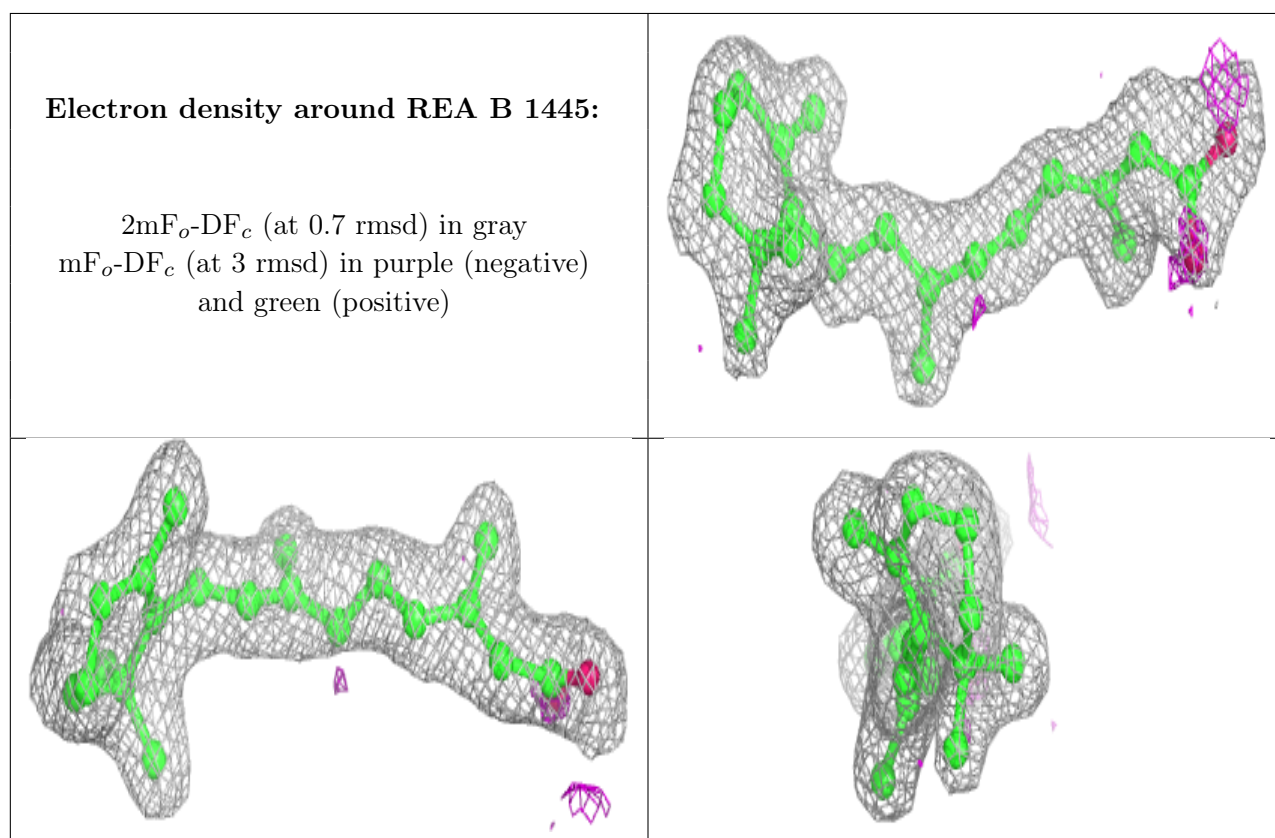 Electron density around REA B 1445:
2mFo-DFc (at 0.7 rmsd) in gray
mFo-DFc (at 3 rmsd) in purple (negative)
and green (positive)